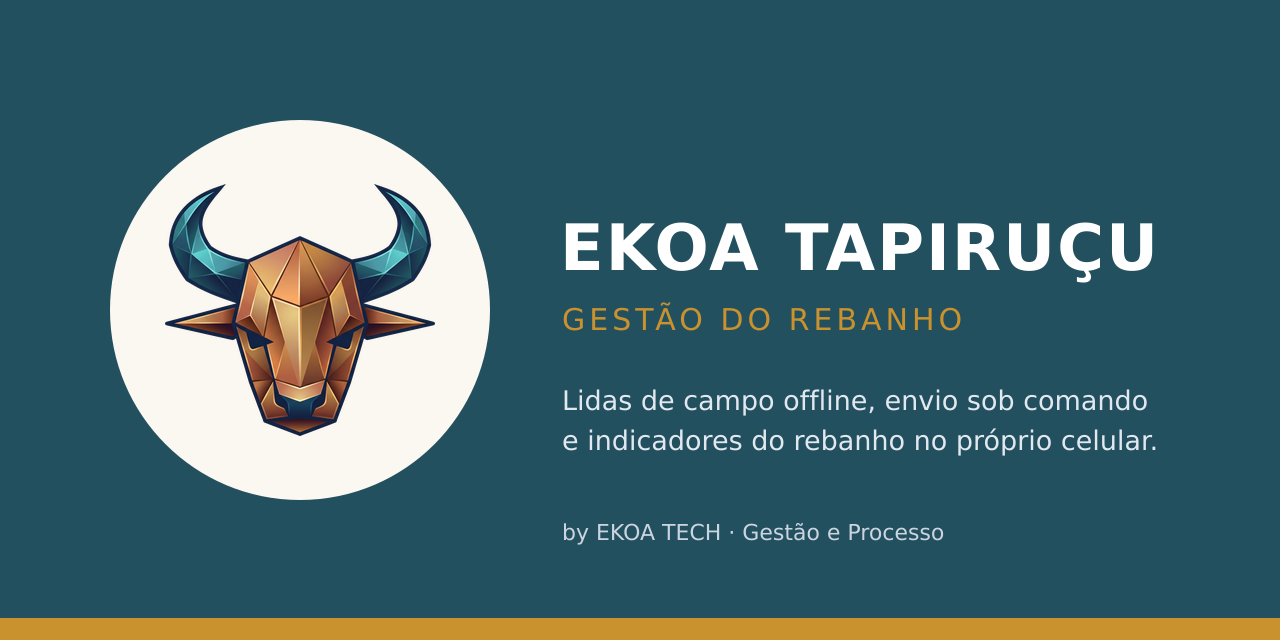 EKOA TAPIRUÇU
GESTÃO DO REBANHO
Lidas de campo offline, envio sob comando
e indicadores do rebanho no próprio celular.
by EKOA TECH · Gestão e Processo